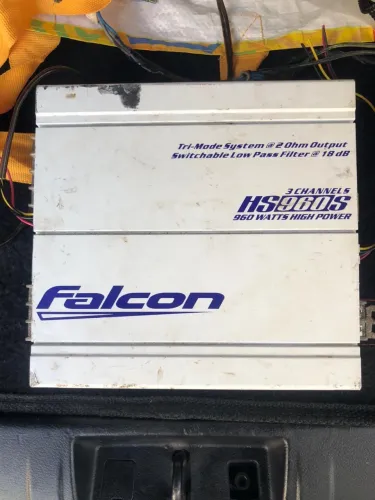 Tri-Mode System @ 2 Ohm Output
Switchable Low Pass Filter @ 18 dB
3 CHANNELS
HS960S
960 WATTS HIGH POWER
Falcon